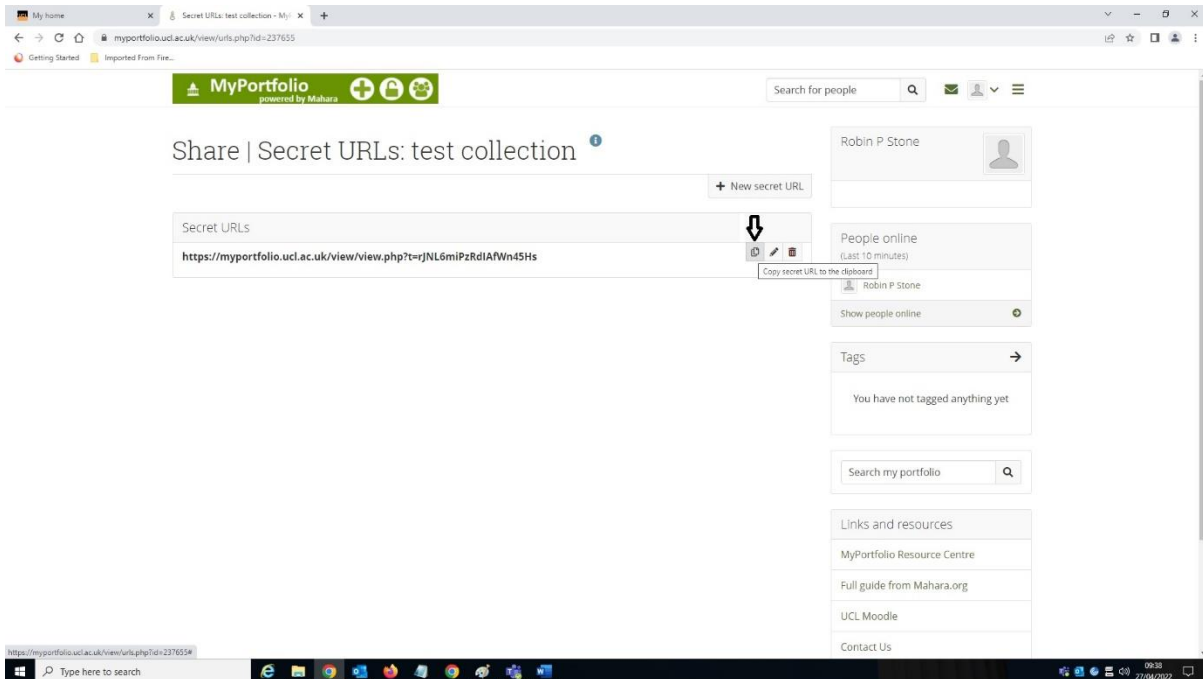 My home
Secret URLs: test collection - My
myportfolio.ucl.ac.uk/view/urls.php?id=237655
Getting Started
Imported From Fire...
MyPortfolio
powered by Mahara
Search for people
Share | Secret URLs: test collection
+ New secret URL
Secret URLs
https://myportfolio.ucl.ac.uk/view/view.php?t=rJNL6miPzRdIAfWn45Hs
Copy secret URL to the clipboard
Robin P Stone
People online
(Last 10 minutes)
Robin P Stone
Show people online
Tags
You have not tagged anything yet
Search my portfolio
Links and resources
MyPortfolio Resource Centre
Full guide from Mahara.org
UCL Moodle
Contact Us
https://myportfolio.ucl.ac.uk/view/urls.php?id=237655#
Type here to search
09:38
27/04/2022